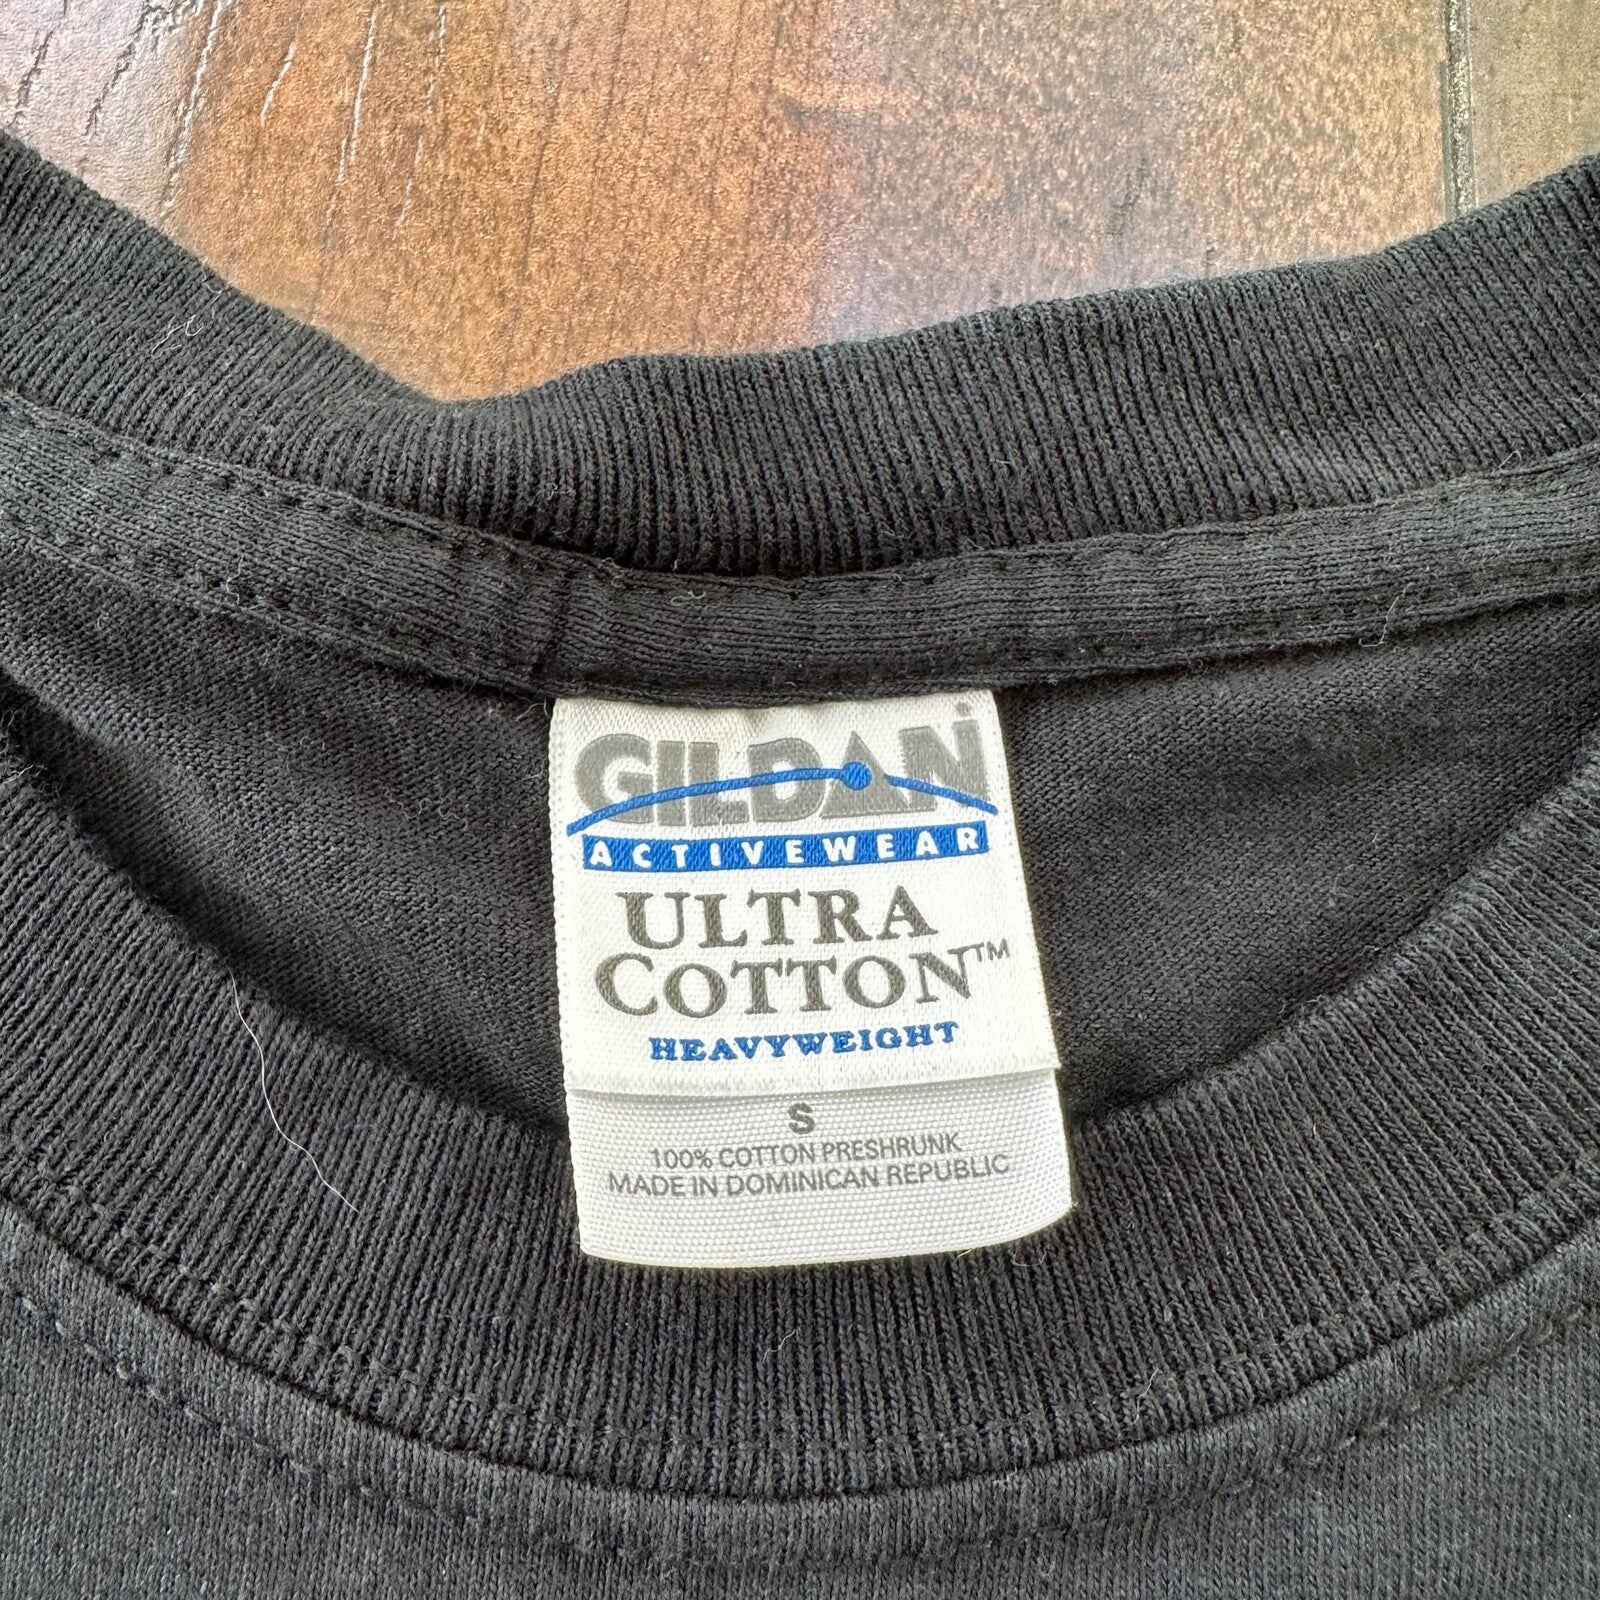 GILDAN
ACTIVEWEAR
ULTRA
COTTON™
HEAVYWEIGHT
S
100% COTTON PRESHRUNK
MADE IN DOMINICAN REPUBLIC